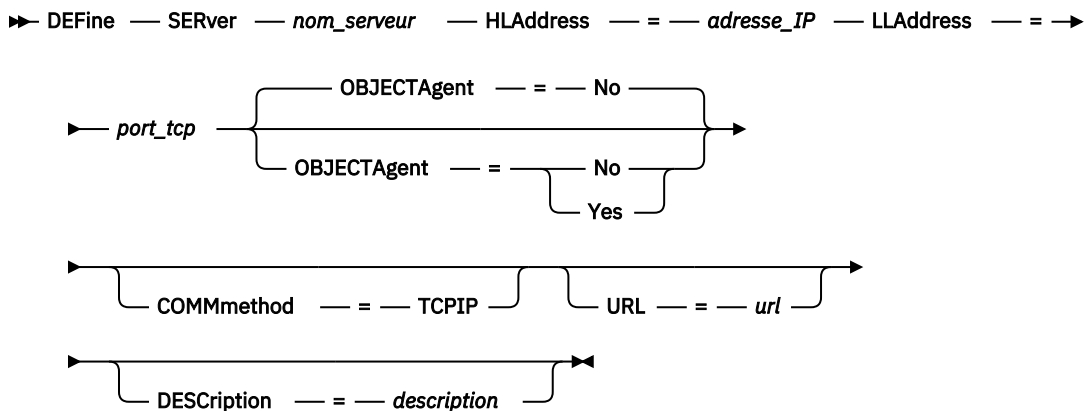 DEFine SERver nom_serveur HLAddress = adresse_IP LLAddress =
OBJECTAgent = No
port_tcp
OBJECTAgent = No
Yes
COMMmethod = TCPIP URL = url
DESCription = description